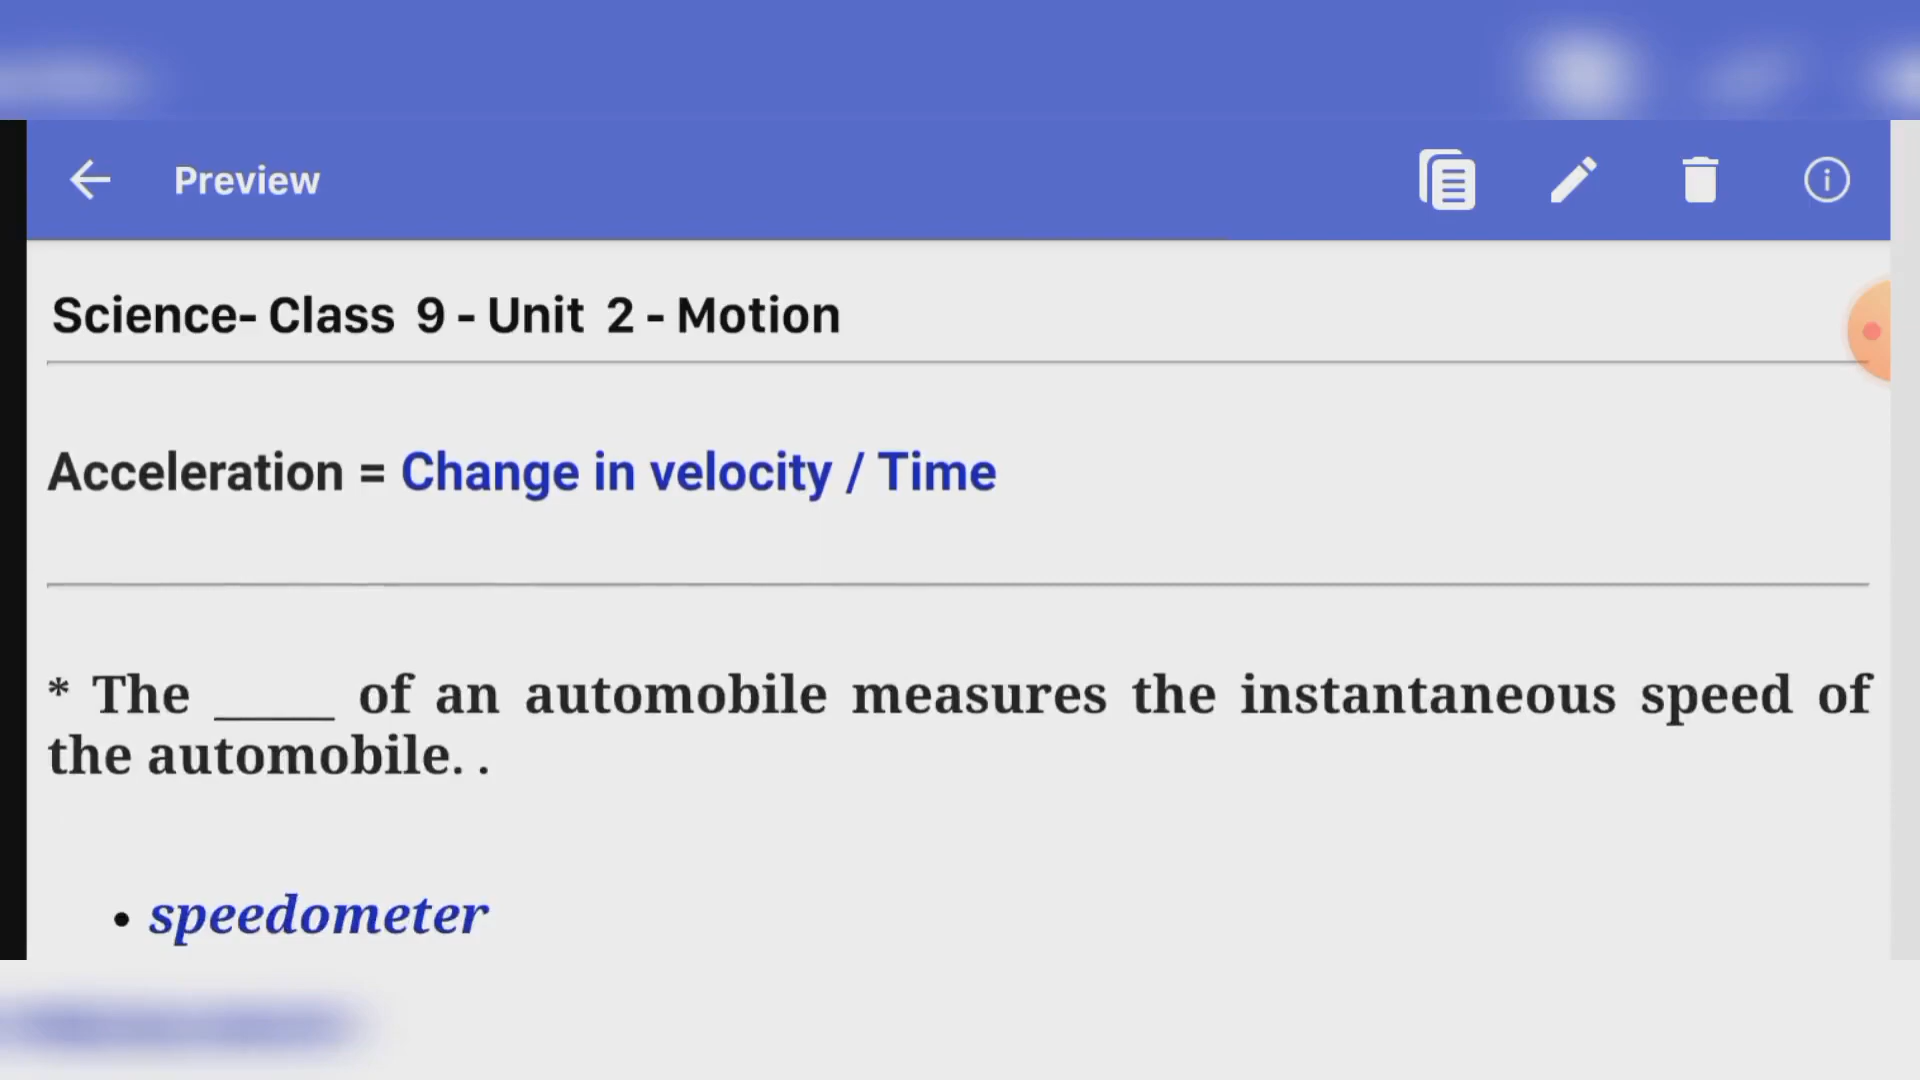 Preview
Science- Class 9 - Unit 2 - Motion
Acceleration = Change in velocity / Time
* The _____ of an automobile measures the instantaneous speed of
the automobile. .
• speedometer